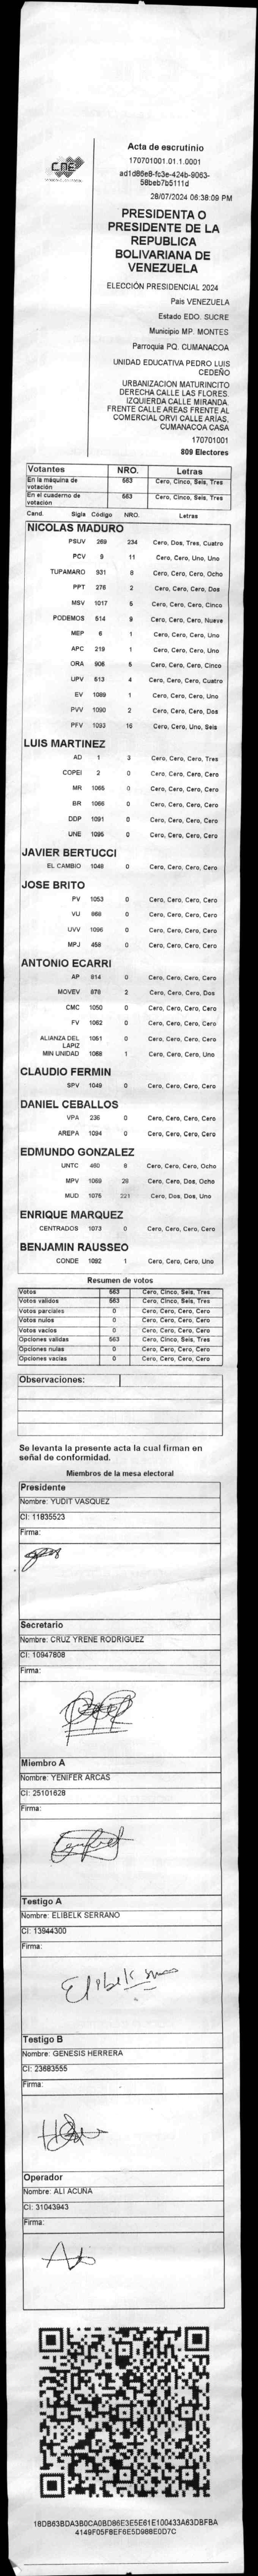 CNE
Acta de escrutinio
170701001.01.1.0001
ad1d86e8-fc3e-424b-9063-
58beb7b5111d
28/07/2024 06:38:09 PM
PRESIDENTA O
PRESIDENTE DE LA
REPUBLICA
BOLIVARIANA DE
VENEZUELA
ELECCIÓN PRESIDENCIAL 2024
Pais VENEZUELA
Estado EDO. SUCRE
Municipio MP. MONTES
Parroquia PQ. CUMANACOA
UNIDAD EDUCATIVA PEDRO LUIS
CEDEÑO
URBANIZACION MATURINCITO
DERECHA CALLE LAS FLORES.
IZQUIERDA CALLE MIRANDA.
FRENTE CALLE AREAS FRENTE AL
COMERCIAL ORVI CALLE ARIAS.
CUMANACOA CASA
170701001
809 Electores
Votantes NRO. Letras
En la máquina de votación 563 Cero, Cinco, Seis, Tres
En el cuaderno de votacion 563 Cero, Cinco, Seis, Tres
Cand. Sigla Código NRO. Letras
NICOLAS MADURO
PSUV 269 234 Cero, Dos, Tres, Cuatro
PCV 9 11 Cero, Cero, Uno, Uno
TUPAMARO 931 8 Cero, Cero, Cero, Ocho
PPT 276 2 Cero, Cero, Cero, Dos
MSV 1017 5 Cero, Cero, Cero, Cinco
PODEMOS 514 9 Cero, Cero, Cero, Nueve
MEP 6 1 Cero, Cero, Cero, Uno
APC 219 1 Cero, Cero, Cero, Uno
ORA 906 5 Cero, Cero, Cero, Cinco
UPV 513 4 Cero, Cero, Cero, Cuatro
EV 1089 1 Cero, Cero, Cero, Uno
PVV 1090 2 Cero, Cero, Cero, Dos
PFV 1093 16 Cero, Cero, Uno, Seis
LUIS MARTINEZ
AD 1 3 Cero, Cero, Cero, Tres
COPEI 2 0 Cero, Cero, Cero, Cero
MR 1065 0 Cero, Cero, Cero, Cero
BR 1066 0 Cero, Cero, Cero, Cero
DDP 1091 0 Cero, Cero, Cero, Cero
UNE 1095 0 Cero, Cero, Cero, Cero
JAVIER BERTUCCI
EL CAMBIO 1048 0 Cero, Cero, Cero, Cero
JOSE BRITO
PV 1053 0 Cero, Cero, Cero, Cero
VU 868 0 Cero, Cero, Cero, Cero
UVV 1096 0 Cero, Cero, Cero, Cero
MPJ 458 0 Cero, Cero, Cero, Cero
ANTONIO ECARRI
AP 814 0 Cero, Cero, Cero, Cero
MOVEV 878 2 Cero, Cero, Cero, Dos
CMC 1050 0 Cero, Cero, Cero, Cero
FV 1062 0 Cero, Cero, Cero, Cero
ALIANZA DEL LAPIZ 1051 0 Cero, Cero, Cero, Cero
MIN UNIDAD 1088 1 Cero, Cero, Cero, Uno
CLAUDIO FERMIN
SPV 1049 0 Cero, Cero, Cero, Cero
DANIEL CEBALLOS
VPA 236 0 Cero, Cero, Cero, Cero
AREPA 1094 0 Cero, Cero, Cero, Cero
EDMUNDO GONZALEZ
UNTC 460 8 Cero, Cero, Cero, Ocho
MPV 1069 28 Cero, Cero, Dos, Ocho
MUD 1075 221 Cero, Dos, Dos, Uno
ENRIQUE MARQUEZ
CENTRADOS 1073 0 Cero, Cero, Cero, Cero
BENJAMIN RAUSSEO
CONDE 1092 1 Cero, Cero, Cero, Uno
Resumen de votos
Votos 563 Cero, Cinco, Seis, Tres
Votos validos 563 Cero, Cinco, Seis, Tres
Votos parciales 0 Cero, Cero, Cero, Cero
Votos nulos 0 Cero, Cero, Cero, Cero
Votos vacios 0 Cero, Cero, Cero, Cero
Opciones validas 563 Cero, Cinco, Seis, Tres
Opciones nulas 0 Cero, Cero, Cero, Cero
Opciones vacias 0 Cero, Cero, Cero, Cero
Observaciones:
Se levanta la presente acta la cual firman en
señal de conformidad.
Miembros de la mesa electoral
Presidente
Nombre: YUDIT VASQUEZ
CI: 11835523
Firma:
Secretario
Nombre: CRUZ YRENE RODRIGUEZ
CI: 10947808
Firma:
Miembro A
Nombre: YENIFER ARCAS
CI: 25101628
Firma:
Testigo A
Nombre: ELIBELK SERRANO
CI: 13944300
Firma:
Elibelk
Testigo B
Nombre: GENESIS HERRERA
CI: 23683555
Firma:
Operador
Nombre: ALI ACUÑA
CI: 31043943
Firma:
18DB63BDA3B0CA0BD86E3E5E61E100433A63DBFBA
4149F05F8EF6E5D988E0D7C